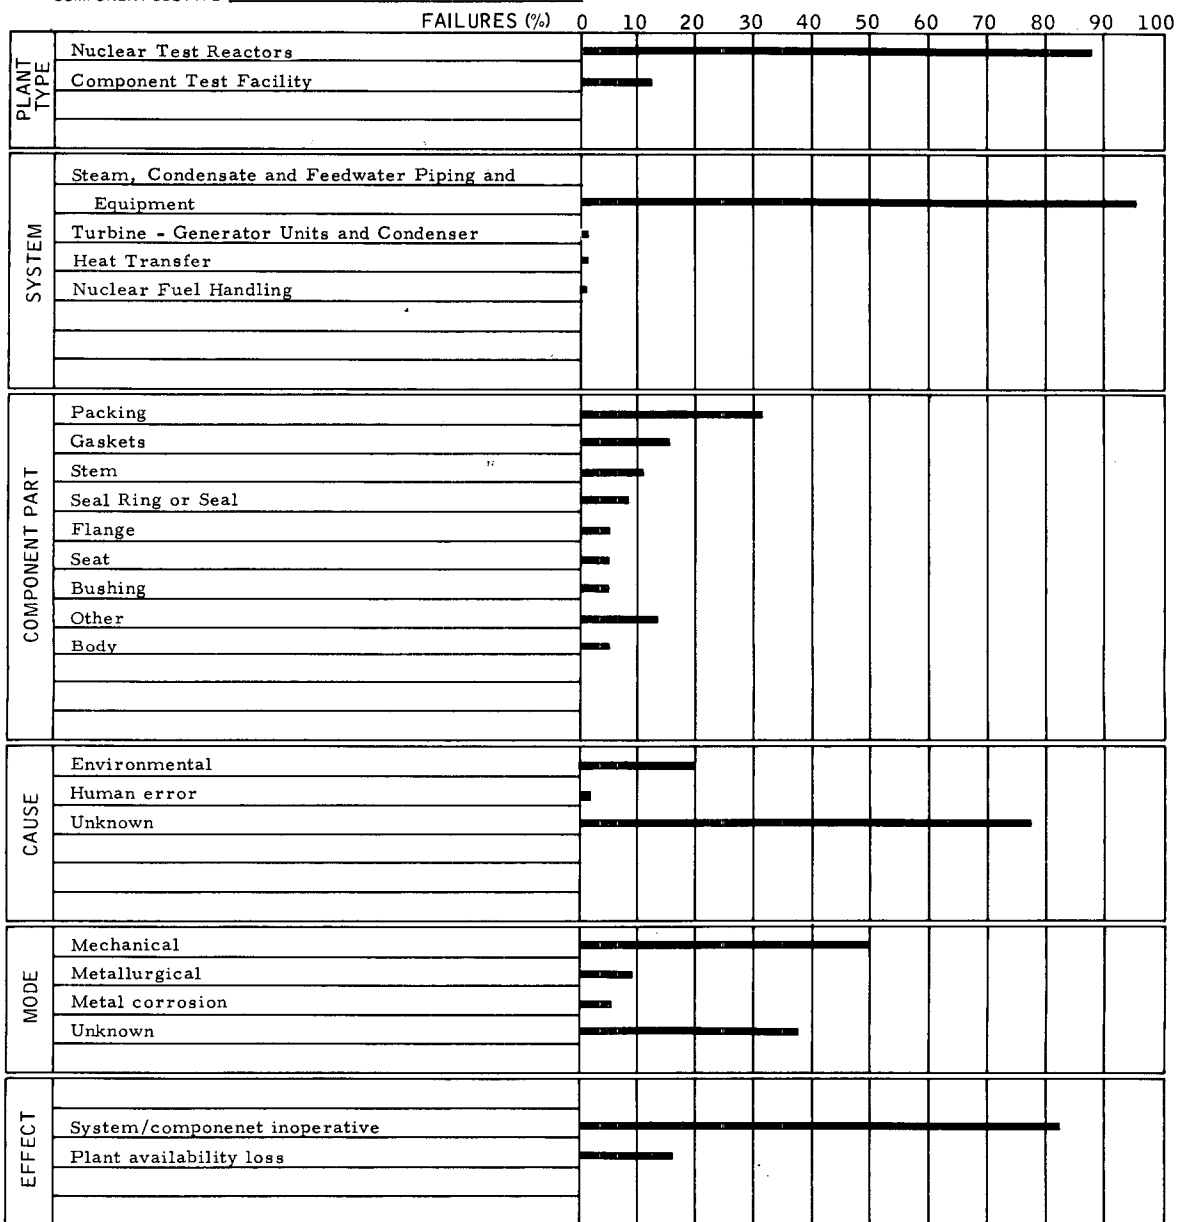 FAILURES (%) 0 10 20 30 40 50 60 70 80 90 100
PLANT TYPE
Nuclear Test Reactors
Component Test Facility
SYSTEM
Steam, Condensate and Feedwater Piping and
Equipment
Turbine - Generator Units and Condenser
Heat Transfer
Nuclear Fuel Handling
COMPONENT PART
Packing
Gaskets
Stem
Seal Ring or Seal
Flange
Seat
Bushing
Other
Body
CAUSE
Environmental
Human error
Unknown
MODE
Mechanical
Metallurgical
Metal corrosion
Unknown
EFFECT
System/componenet inoperative
Plant availability loss